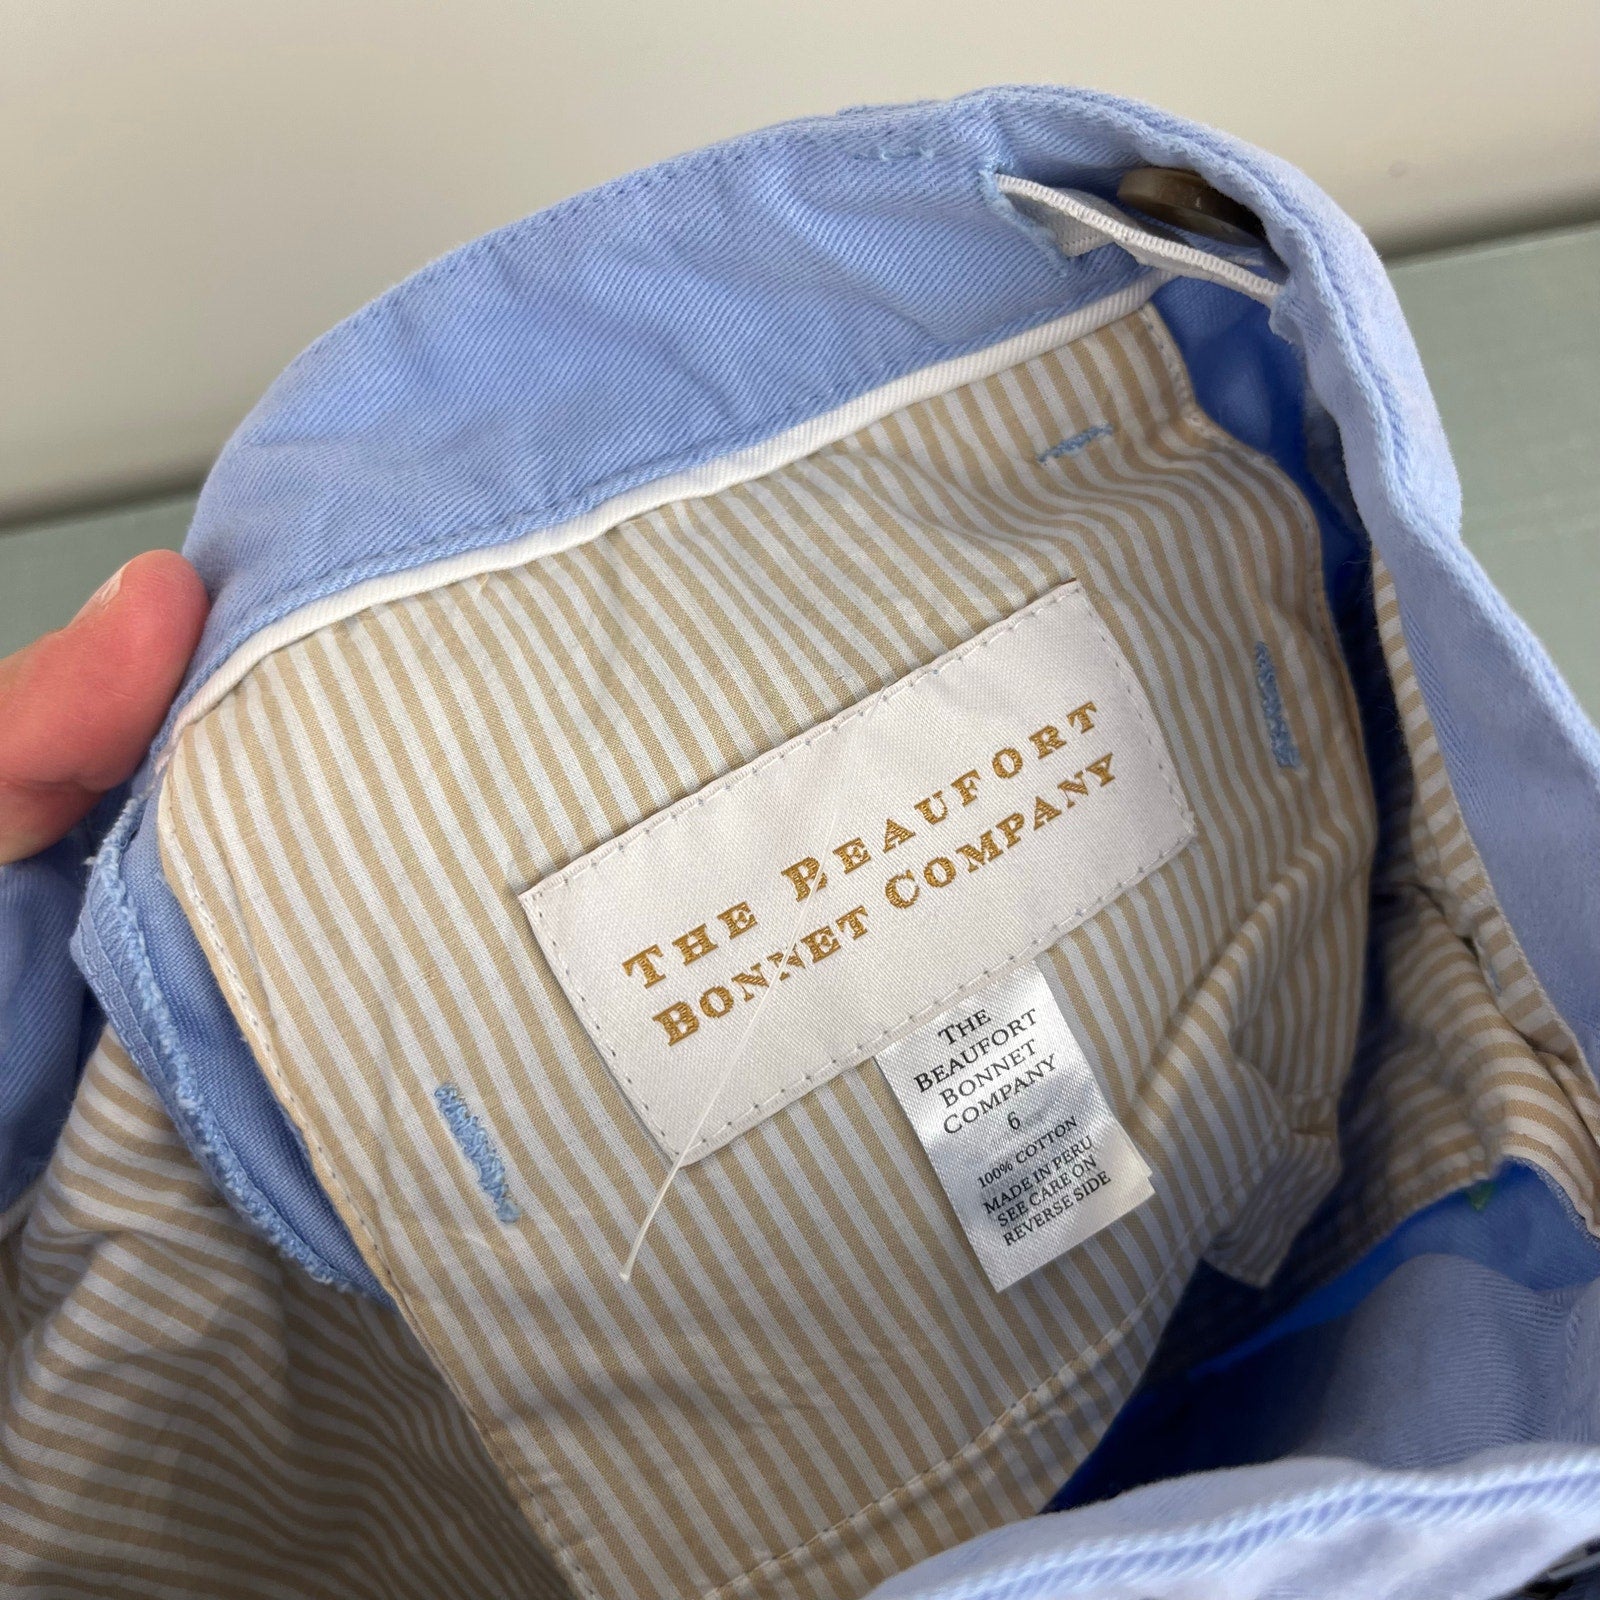 THE BEAUFORT
BONNET COMPANY
THE
BEAUFORT
BONNET
COMPANY
6
100% COTTON
MADE IN PERU
SEE CARE ON
REVERSE SIDE